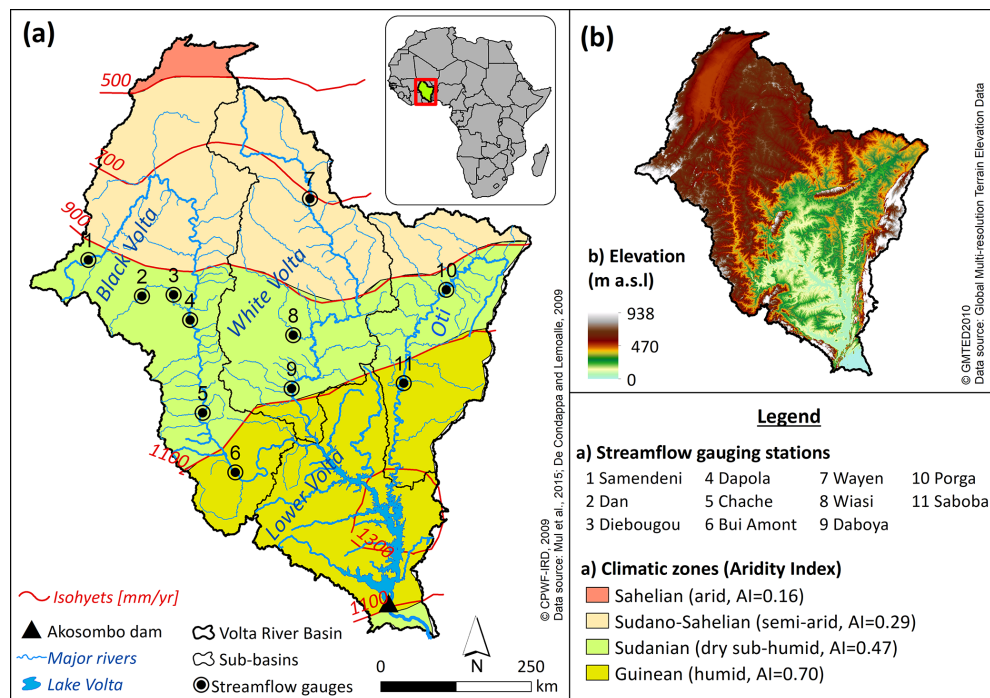 (a)
500
700
900
1100
1300
1100
Black Volta
White Volta
Oti
Lower Volta
1
2
3
4
5
6
7
8
9
10
11
Isohyets [mm/yr]
Akosombo dam
Major rivers
Lake Volta
Volta River Basin
Sub-basins
Streamflow gauges
N
0 250
km
© CPWF-IRD, 2009
Data source: Mul et al., 2015; De Condappa and Lemoalle, 2009
(b)
b) Elevation
(m a.s.l)
938
470
0
© GMTED2010
Data source: Global Multi-resolution Terrain Elevation Data
Legend
a) Streamflow gauging stations
1 Samendeni 4 Dapola 7 Wayen 10 Porga
2 Dan 5 Chache 8 Wiasi 11 Saboba
3 Diebougou 6 Bui Amont 9 Daboya
a) Climatic zones (Aridity Index)
Sahelian (arid, AI=0.16)
Sudano-Sahelian (semi-arid, AI=0.29)
Sudanian (dry sub-humid, AI=0.47)
Guinean (humid, AI=0.70)